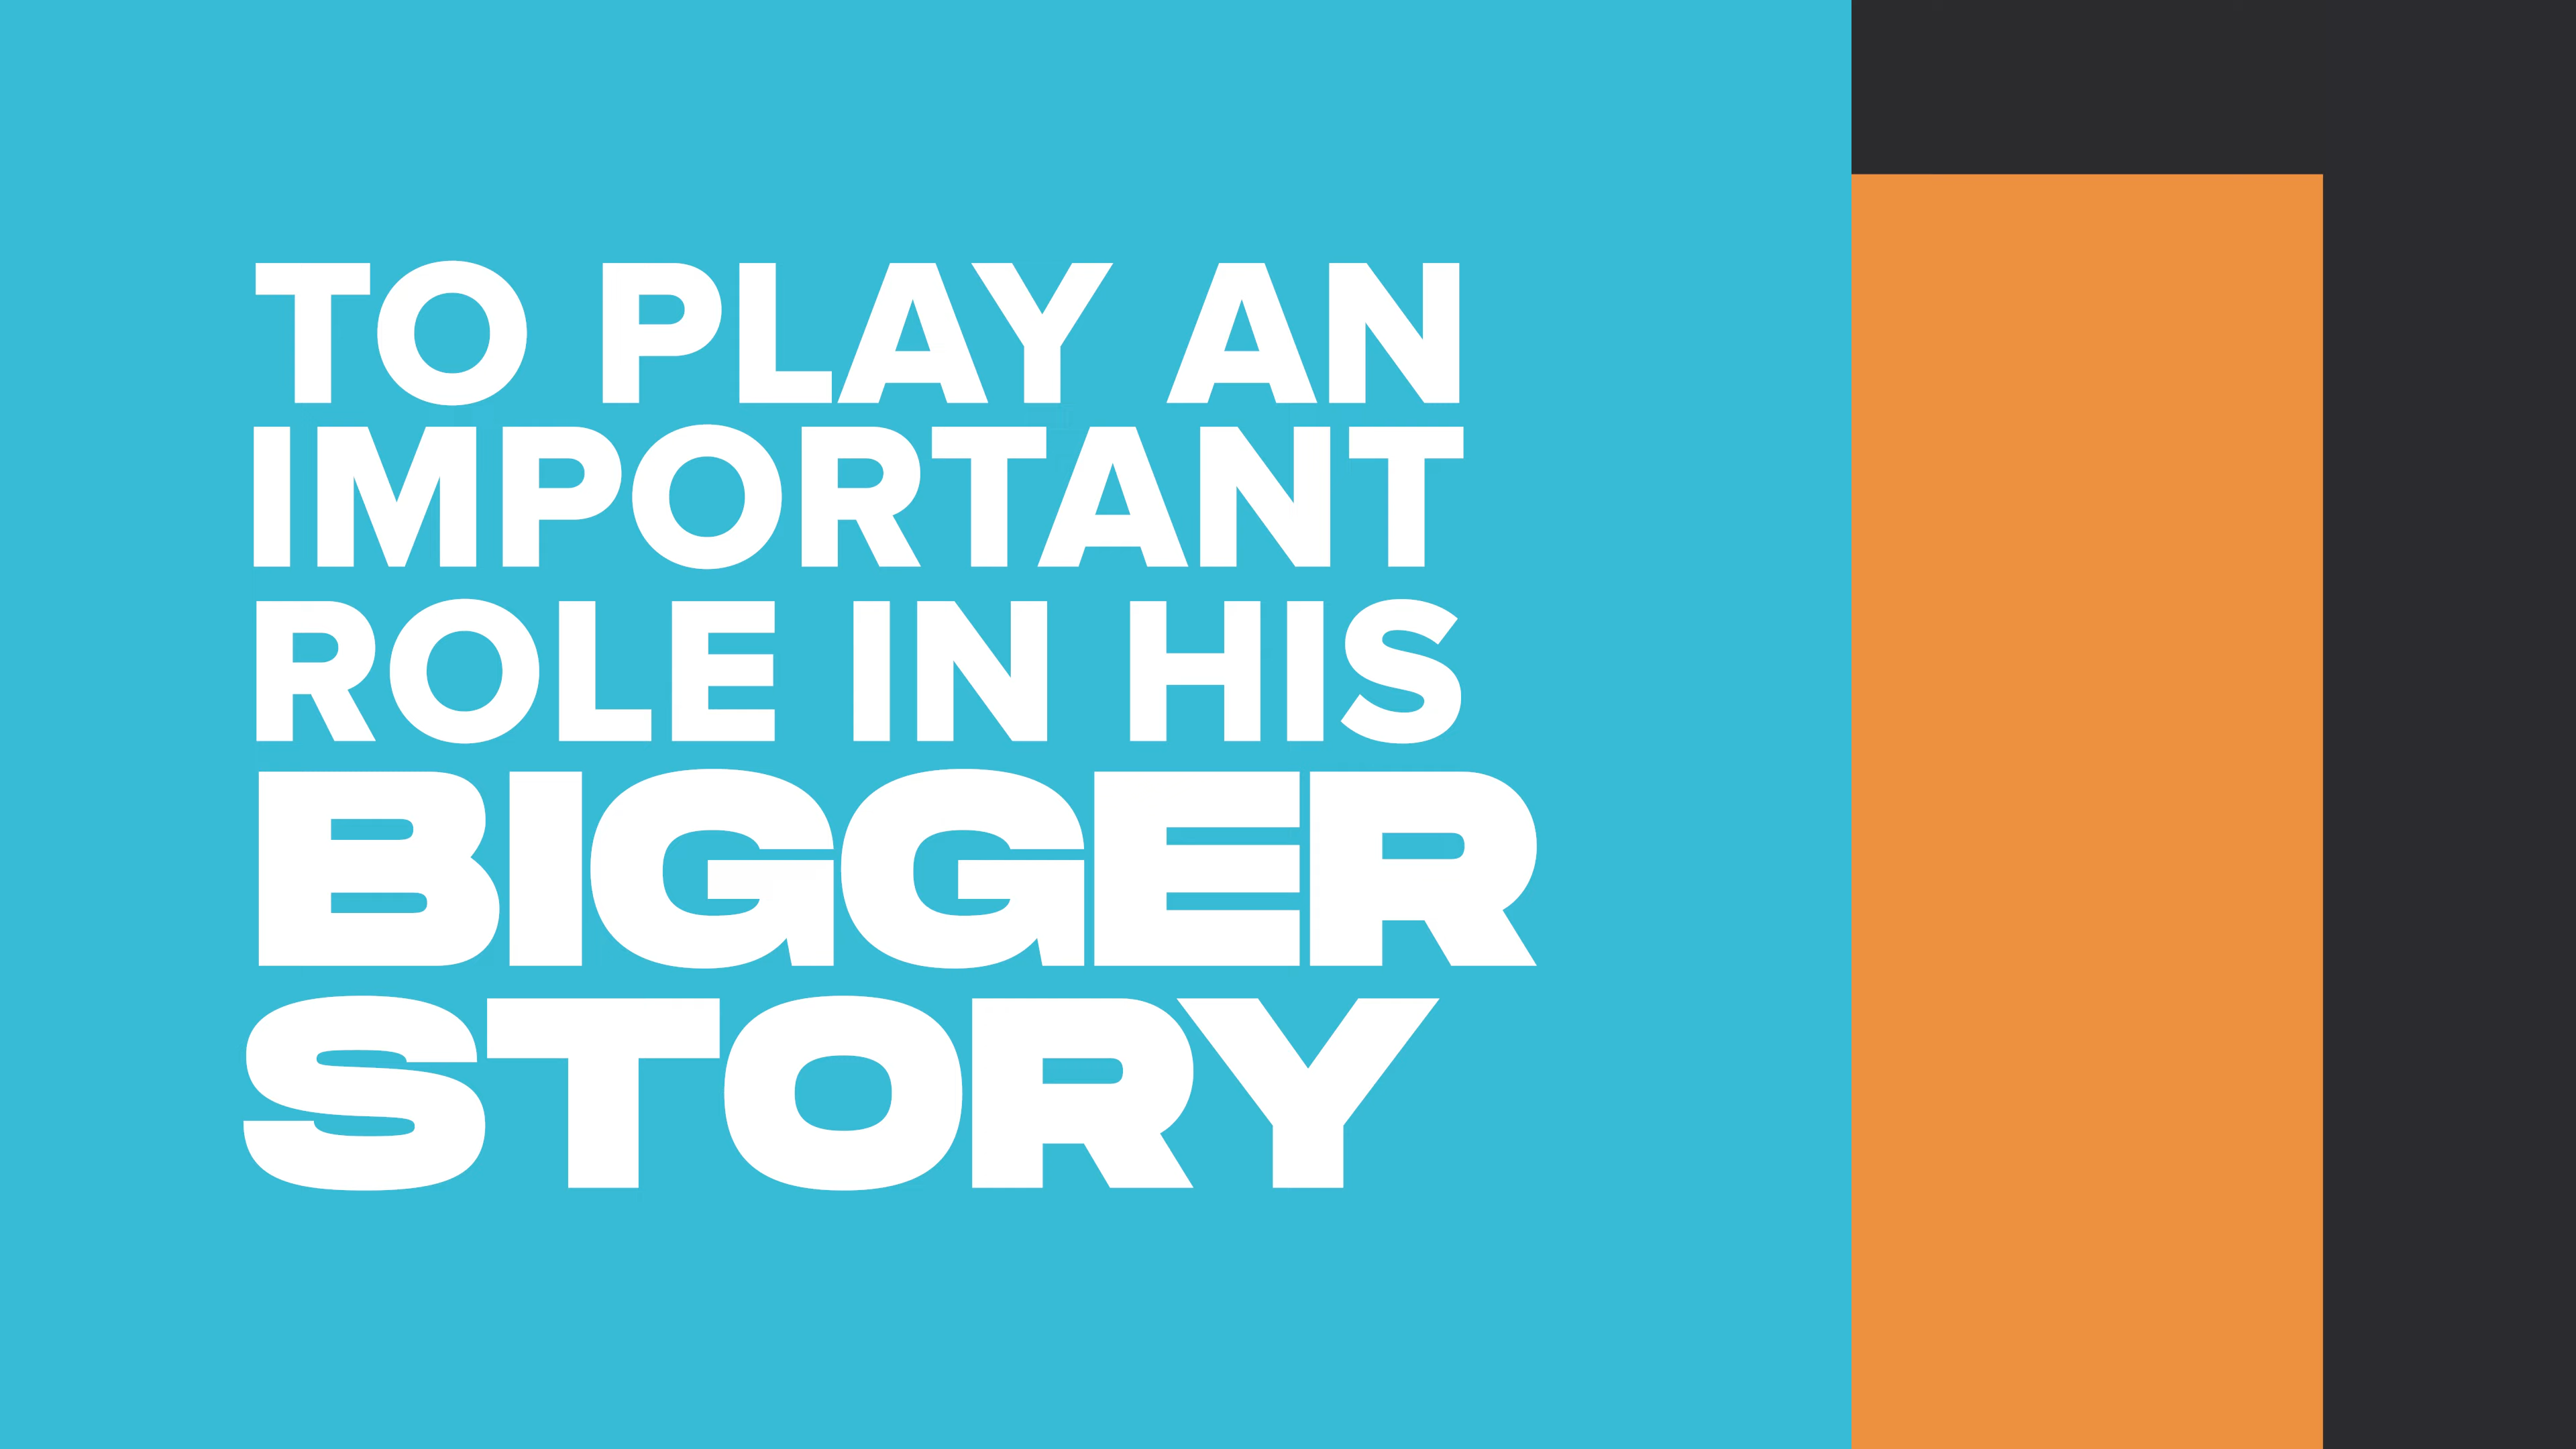 TO PLAY AN
IMPORTANT
ROLE IN HIS
BIGGER
STORY